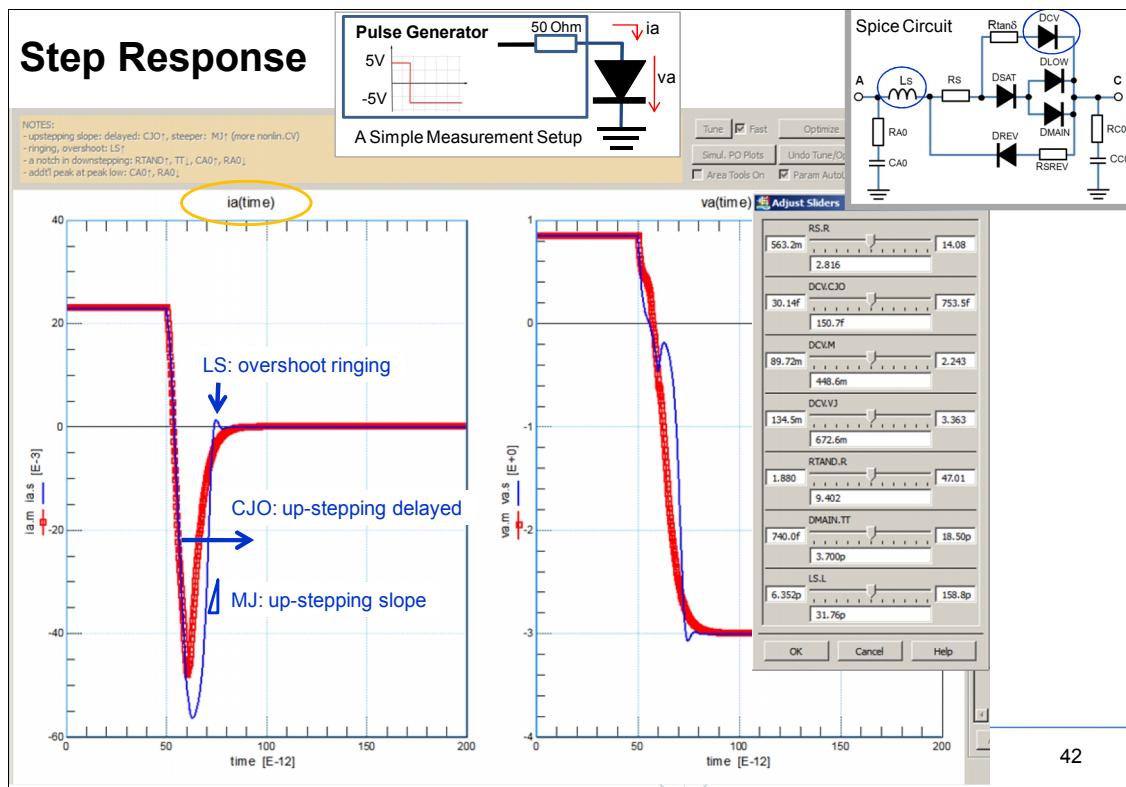 Step Response
Pulse Generator
50 Ohm
ia
5V
-5V
va
A Simple Measurement Setup
Spice Circuit
Rtanδ
DCV
DLOW
A
LS
RS
DSAT
C
DMAIN
RA0
DREV
RC0
CA0
RSREV
NOTES:
- upstepping slope: delayed: CJO↑, steeper: MJ↑ (more nonlin.CV)
- ringing, overshoot: LS↑
- a notch in downstepping: RTAND↑, TT↓, CA0↑, RA0↓
- addt'l peak at peak low: CA0↑, RA0↓
Tune
Fast
Optimize
Simul. PO Plots
Area Tools On
ia(time)
va(time)
40
20
0
-20
-40
-60
ia.m ia.s [E-3]
0
50
100
150
200
time [E-12]
LS: overshoot ringing
CJO: up-stepping delayed
MJ: up-stepping slope
1
0
-1
-2
-3
-4
va.m va.s [E+0]
0
50
100
150
200
time [E-12]
Adjust Sliders
RS.R
563.2m
14.08
2.816
DCV.CJO
30.14f
753.5f
150.7f
DCV.M
89.72m
2.243
448.6m
DCV.VJ
134.5m
3.363
672.6m
RTAND.R
1.880
47.01
9.402
DMAIN.TT
740.0f
18.50p
3.700p
LS.L
6.352p
158.8p
31.76p
OK
Cancel
Help
42